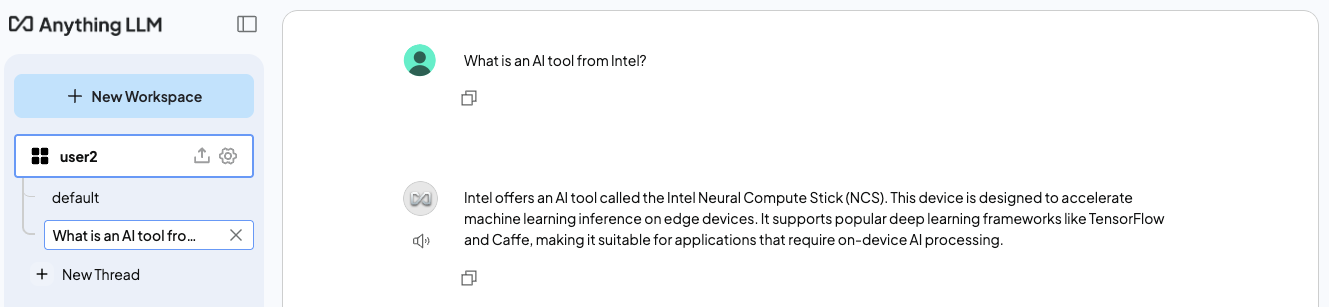 Anything LLM
+ New Workspace
user2
default
What is an AI tool fro...
+ New Thread
What is an AI tool from Intel?
Intel offers an AI tool called the Intel Neural Compute Stick (NCS). This device is designed to accelerate
machine learning inference on edge devices. It supports popular deep learning frameworks like TensorFlow
and Caffe, making it suitable for applications that require on-device AI processing.